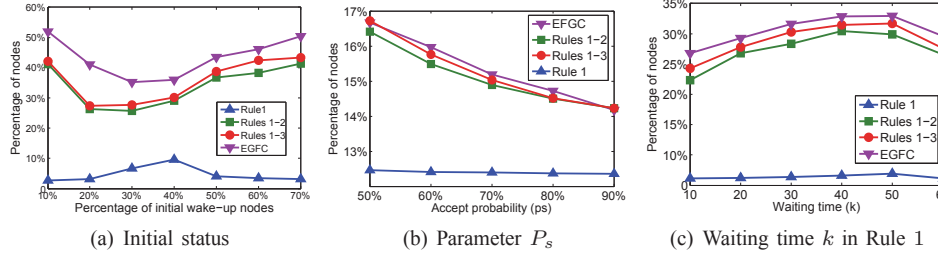 Percentage of nodes
60%
50%
40%
30%
20%
10%
0
10%
20%
30%
40%
50%
60%
70%
Percentage of initial wake−up nodes
Rule1
Rules 1−2
Rules 1−3
EGFC
(a) Initial status
Percentage of nodes
17%
16%
15%
14%
13%
12%
50%
60%
70%
80%
90%
Accept probability (ps)
EFGC
Rules 1−2
Rules 1−3
Rule 1
(b) Parameter Ps
Percentage of nodes
35%
30%
25%
20%
15%
10%
5%
0
10
20
30
40
50
Waiting time (k)
Rule 1
Rules 1−2
Rules 1−3
EGFC
(c) Waiting time k in Rule 1